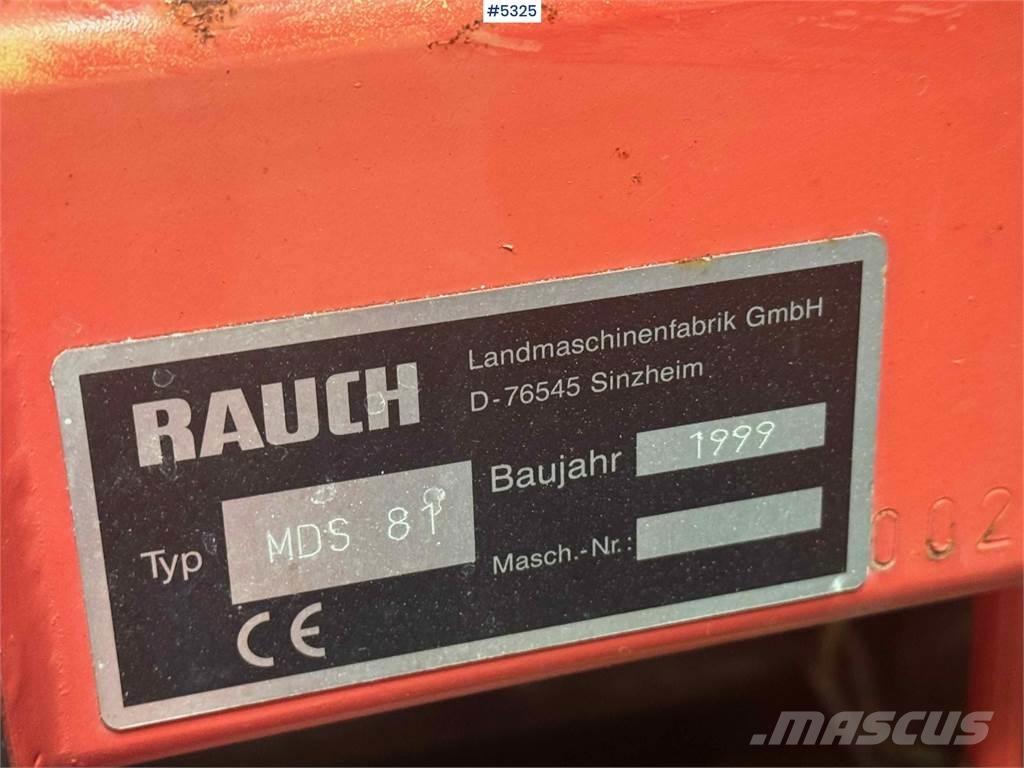 #5325
RAUCH
Landmaschinenfabrik GmbH
D-76545 Sinzheim
Baujahr 1999
Typ MDS 81
Masch.-Nr.:
CE
002
MASCUS